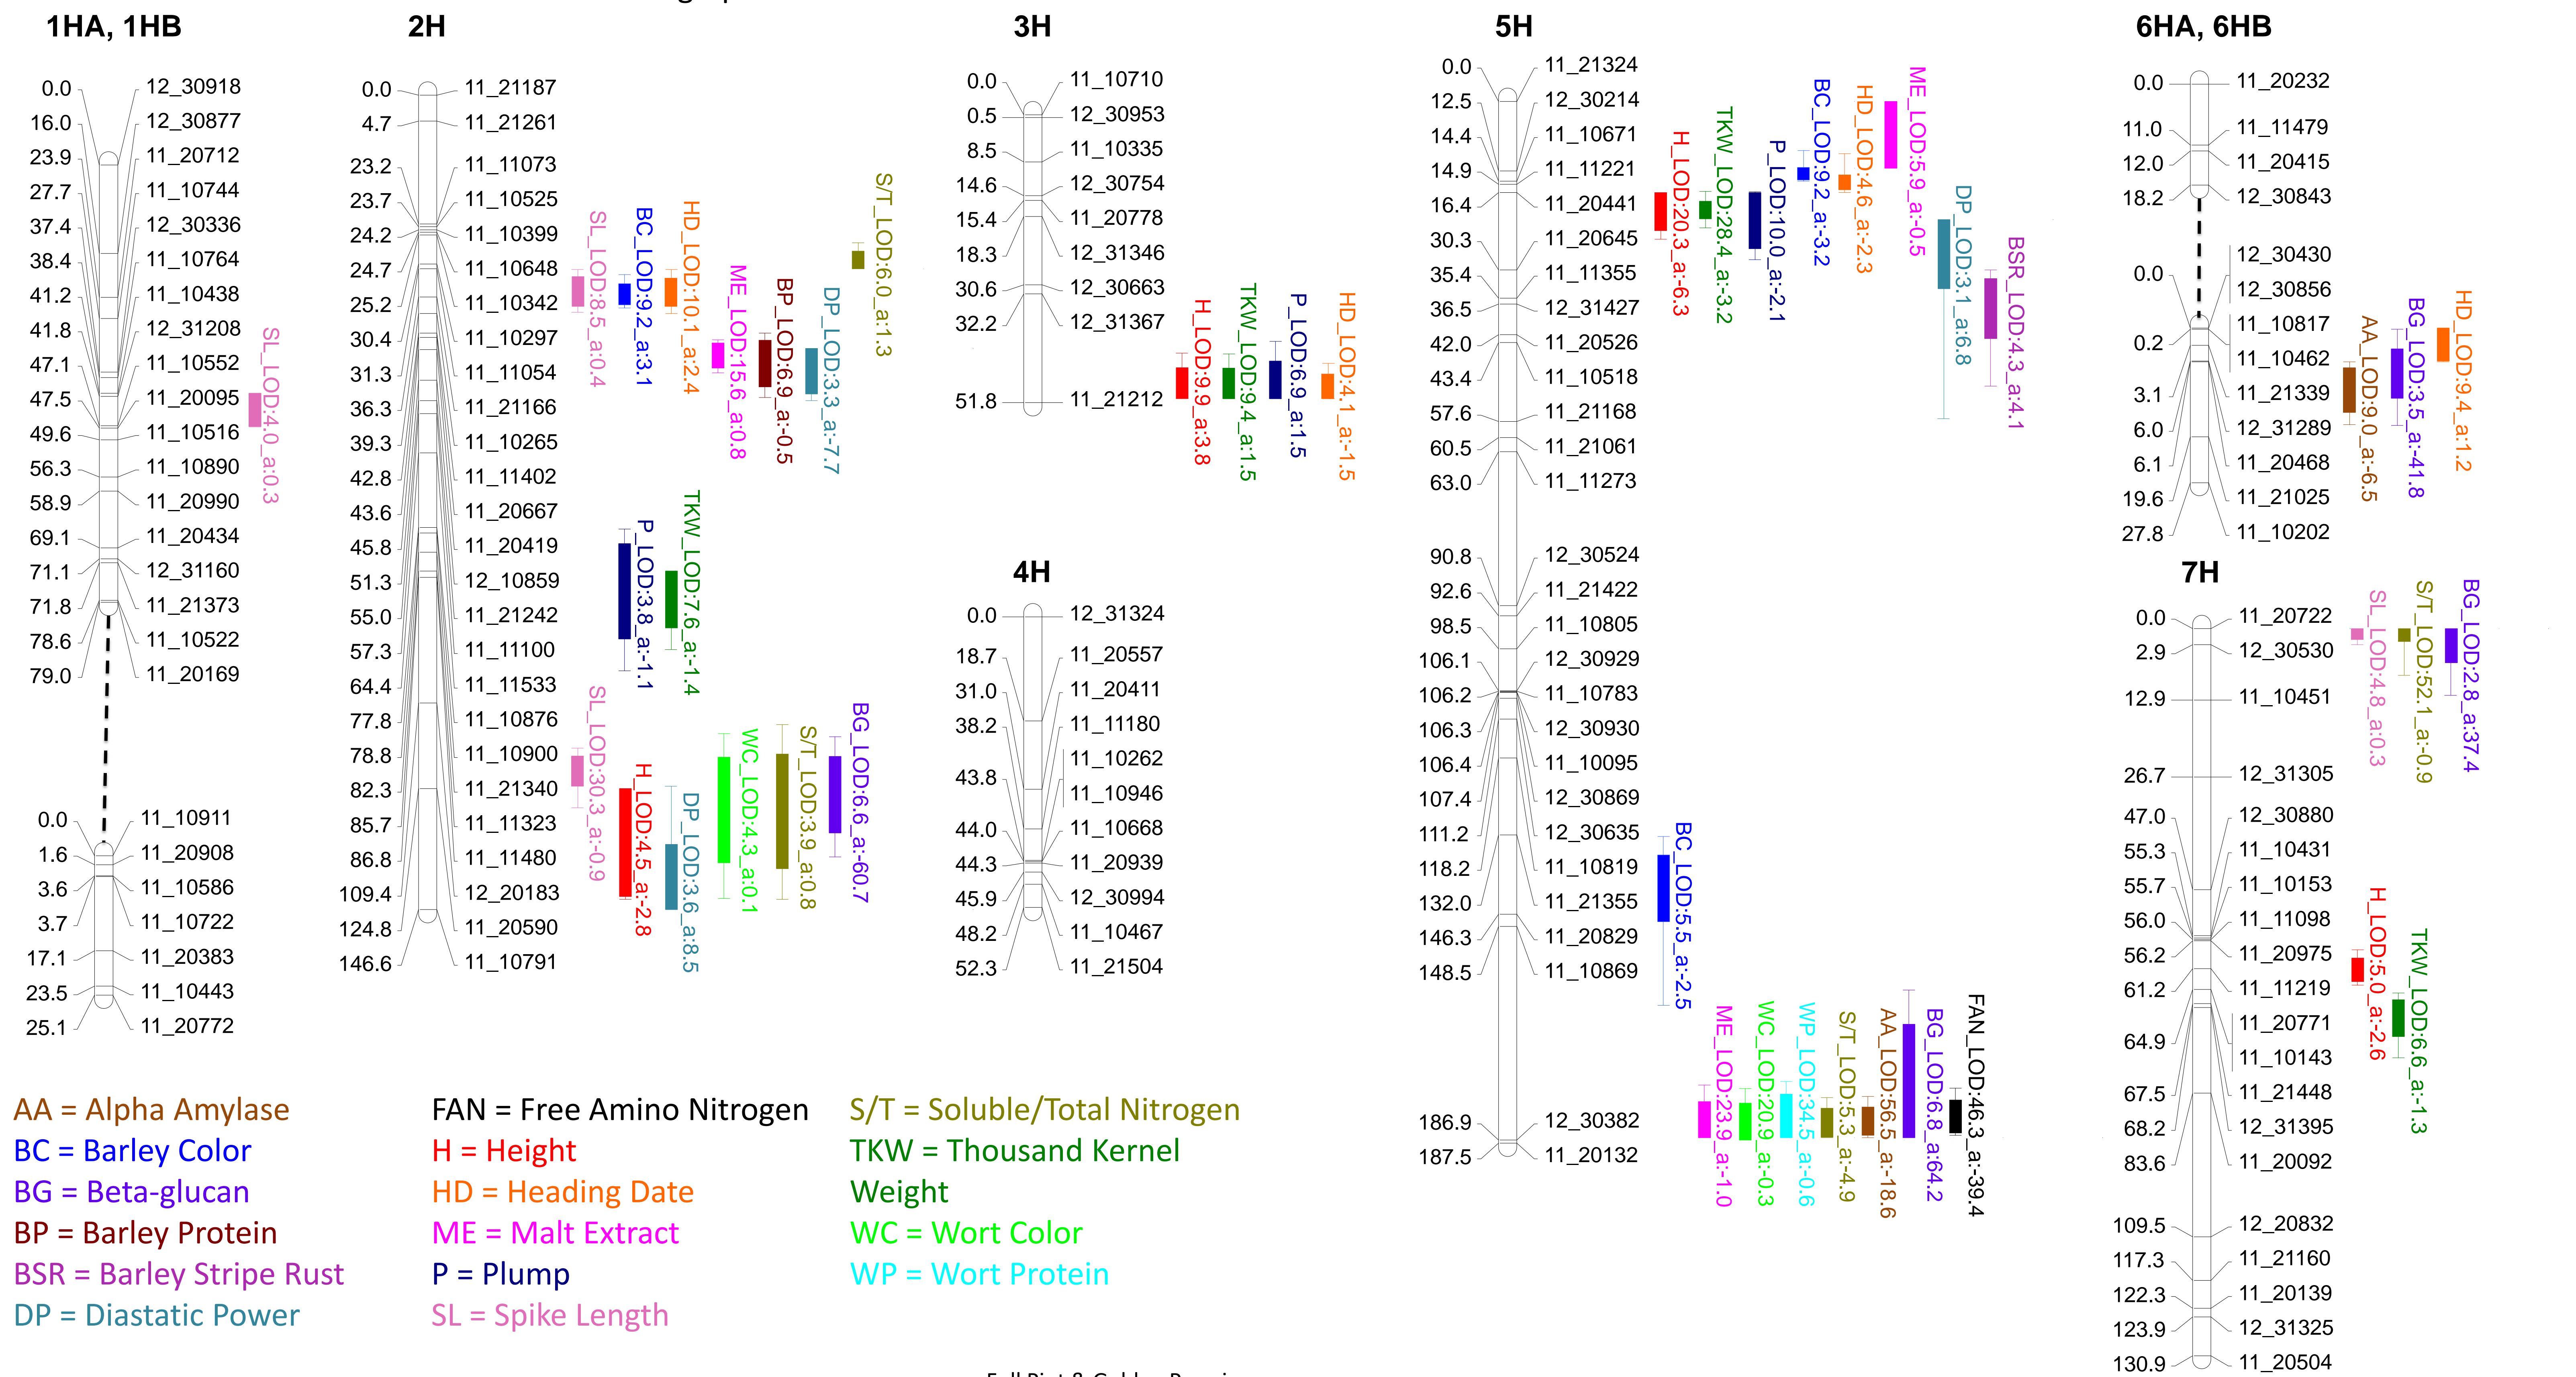 1HA, 1HB
0.0 12_30918
16.0 12_30877
23.9 11_20712
27.7 11_10744
37.4 12_30336
38.4 11_10764
41.2 11_10438
41.8 12_31208
47.1 11_10552
47.5 11_20095
49.6 11_10516
56.3 11_10890
58.9 11_20990
69.1 11_20434
71.1 12_31160
71.8 11_21373
78.6 11_10522
79.0 11_20169
SL_LOD:4.0_a:0.3
0.0 11_10911
1.6 11_20908
3.6 11_10586
3.7 11_10722
17.1 11_20383
23.5 11_10443
25.1 11_20772
2H
0.0 11_21187
4.7 11_21261
23.2 11_11073
23.7 11_10525
24.2 11_10399
24.7 11_10648
25.2 11_10342
30.4 11_10297
31.3 11_11054
36.3 11_21166
39.3 11_10265
42.8 11_11402
43.6 11_20667
45.8 11_20419
51.3 12_10859
55.0 11_21242
57.3 11_11100
64.4 11_11533
77.8 11_10876
78.8 11_10900
82.3 11_21340
85.7 11_11323
86.8 11_11480
109.4 12_20183
124.8 11_20590
146.6 11_10791
SL_LOD:8.5_a:0.4
BC_LOD:9.2_a:3.1
HD_LOD:10.1_a:2.4
ME_LOD:15.6_a:0.8
BP_LOD:6.9_a:-0.5
DP_LOD:3.3_a:-7.7
S/T_LOD:6.0_a:1.3
P_LOD:3.8_a:-1.1
TKW_LOD:7.6_a:-1.4
SL_LOD:30.3_a:-0.9
H_LOD:4.5_a:-2.8
DP_LOD:3.6_a:8.5
WC_LOD:4.3_a:0.1
S/T_LOD:3.9_a:0.8
BG_LOD:6.6_a:-60.7
3H
0.0 11_10710
0.5 12_30953
8.5 11_10335
14.6 12_30754
15.4 11_20778
18.3 12_31346
30.6 12_30663
32.2 12_31367
51.8 11_21212
H_LOD:9.9_a:3.8
TKW_LOD:9.4_a:1.5
P_LOD:6.9_a:1.5
HD_LOD:4.1_a:-1.5
4H
0.0 12_31324
18.7 11_20557
31.0 11_20411
38.2 11_11180
11_10262
43.8
11_10946
44.0 11_10668
44.3 11_20939
45.9 12_30994
48.2 11_10467
52.3 11_21504
5H
0.0 11_21324
12.5 12_30214
14.4 11_10671
14.9 11_11221
16.4 11_20441
30.3 11_20645
35.4 11_11355
36.5 12_31427
42.0 11_20526
43.4 11_10518
57.6 11_21168
60.5 11_21061
63.0 11_11273
90.8 12_30524
92.6 11_21422
98.5 11_10805
106.1 12_30929
106.2 11_10783
106.3 12_30930
106.4 11_10095
107.4 12_30869
111.2 12_30635
118.2 11_10819
132.0 11_21355
146.3 11_20829
148.5 11_10869
186.9 12_30382
187.5 11_20132
H_LOD:20.3_a:-6.3
TKW_LOD:28.4_a:-3.2
P_LOD:10.0_a:-2.1
BC_LOD:9.2_a:-3.2
HD_LOD:4.6_a:-2.3
ME_LOD:5.9_a:-0.5
DP_LOD:3.1_a:6.8
BSR_LOD:4.3_a:4.1
BC_LOD:5.5_a:-2.5
ME_LOD:23.9_a:-1.0
WC_LOD:20.9_a:-0.3
WP_LOD:34.5_a:-0.6
S/T_LOD:5.3_a:-4.9
AA_LOD:56.5_a:-18.6
BG_LOD:6.8_a:64.2
FAN_LOD:46.3_a:-39.4
6HA, 6HB
0.0 11_20232
11.0 11_11479
12.0 11_20415
18.2 12_30843
12_30430
0.0
12_30856
11_10817
0.2
11_10462
3.1 11_21339
6.0 12_31289
6.1 11_20468
19.6 11_21025
27.8 11_10202
AA_LOD:9.0_a:-6.5
BG_LOD:3.5_a:-41.8
HD_LOD:9.4_a:1.2
7H
0.0 11_20722
2.9 12_30530
12.9 11_10451
26.7 12_31305
47.0 12_30880
55.3 11_10431
55.7 11_10153
56.0 11_11098
56.2 11_20975
61.2 11_11219
11_20771
64.9
11_10143
67.5 11_21448
68.2 12_31395
83.6 11_20092
109.5 12_20832
117.3 11_21160
122.3 11_20139
123.9 12_31325
130.9 11_20504
SL_LOD:4.8_a:0.3
S/T_LOD:52.1_a:-0.9
BG_LOD:2.8_a:37.4
H_LOD:5.0_a:-2.6
TKW_LOD:6.6_a:-1.3
AA = Alpha Amylase
BC = Barley Color
BG = Beta-glucan
BP = Barley Protein
BSR = Barley Stripe Rust
DP = Diastatic Power
FAN = Free Amino Nitrogen
H = Height
HD = Heading Date
ME = Malt Extract
P = Plump
SL = Spike Length
S/T = Soluble/Total Nitrogen
TKW = Thousand Kernel
Weight
WC = Wort Color
WP = Wort Protein